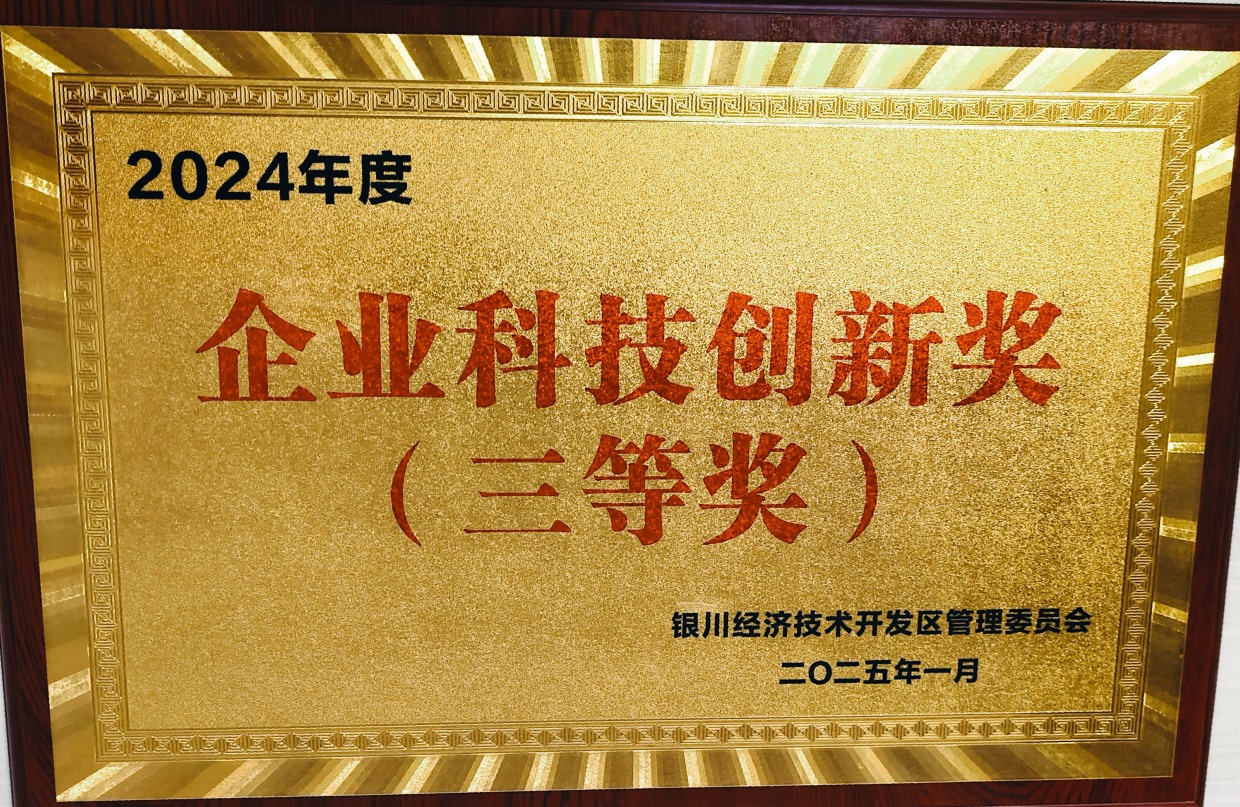 2024年度
企业科技创新奖
（三等奖）
银川经济技术开发区管理委员会
二〇二五年一月